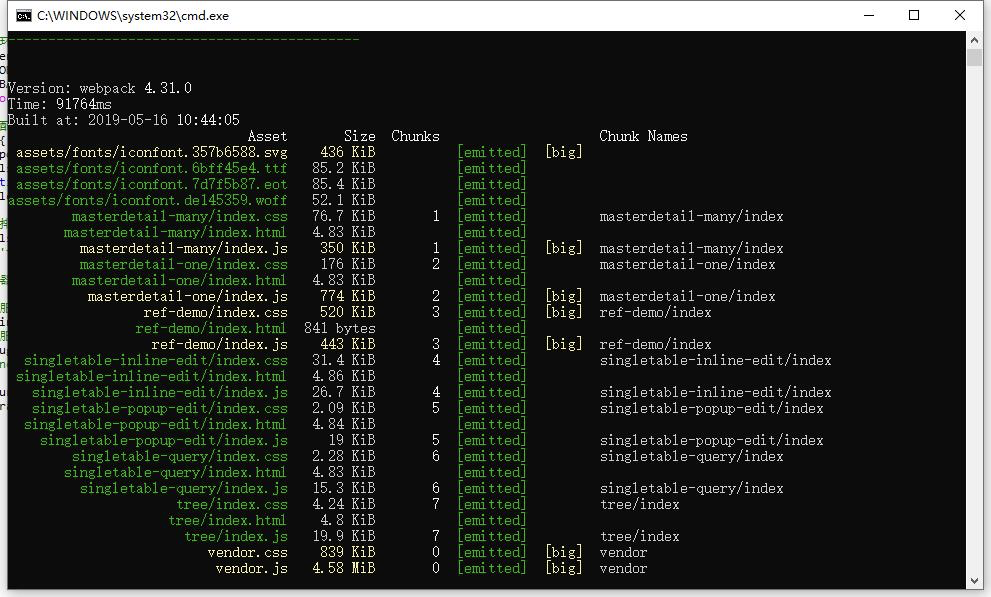 C:\WINDOWS\system32\cmd.exe
Version: webpack 4.31.0
Time: 91764ms
Built at: 2019-05-16 10:44:05
Asset Size Chunks Chunk Names
assets/fonts/iconfont.357b6588.svg 436 KiB [emitted] [big]
assets/fonts/iconfont.6bff45e4.ttf 85.2 KiB [emitted]
assets/fonts/iconfont.7d7f5b87.eot 85.4 KiB [emitted]
assets/fonts/iconfont.de145359.woff 52.1 KiB [emitted]
masterdetail-many/index.css 76.7 KiB 1 [emitted] masterdetail-many/index
masterdetail-many/index.html 4.83 KiB [emitted]
masterdetail-many/index.js 350 KiB 1 [emitted] [big] masterdetail-many/index
masterdetail-one/index.css 176 KiB 2 [emitted] masterdetail-one/index
masterdetail-one/index.html 4.83 KiB [emitted]
masterdetail-one/index.js 774 KiB 2 [emitted] [big] masterdetail-one/index
ref-demo/index.css 520 KiB 3 [emitted] [big] ref-demo/index
ref-demo/index.html 841 bytes [emitted]
ref-demo/index.js 443 KiB 3 [emitted] [big] ref-demo/index
singletable-inline-edit/index.css 31.4 KiB 4 [emitted] singletable-inline-edit/index
singletable-inline-edit/index.html 4.86 KiB [emitted]
singletable-inline-edit/index.js 26.7 KiB 4 [emitted] singletable-inline-edit/index
singletable-popup-edit/index.css 2.09 KiB 5 [emitted] singletable-popup-edit/index
singletable-popup-edit/index.html 4.84 KiB [emitted]
singletable-popup-edit/index.js 19 KiB 5 [emitted] singletable-popup-edit/index
singletable-query/index.css 2.28 KiB 6 [emitted] singletable-query/index
singletable-query/index.html 4.83 KiB [emitted]
singletable-query/index.js 15.3 KiB 6 [emitted] singletable-query/index
tree/index.css 4.24 KiB 7 [emitted] tree/index
tree/index.html 4.8 KiB [emitted]
tree/index.js 19.9 KiB 7 [emitted] tree/index
vendor.css 839 KiB 0 [emitted] [big] vendor
vendor.js 4.58 MiB 0 [emitted] [big] vendor